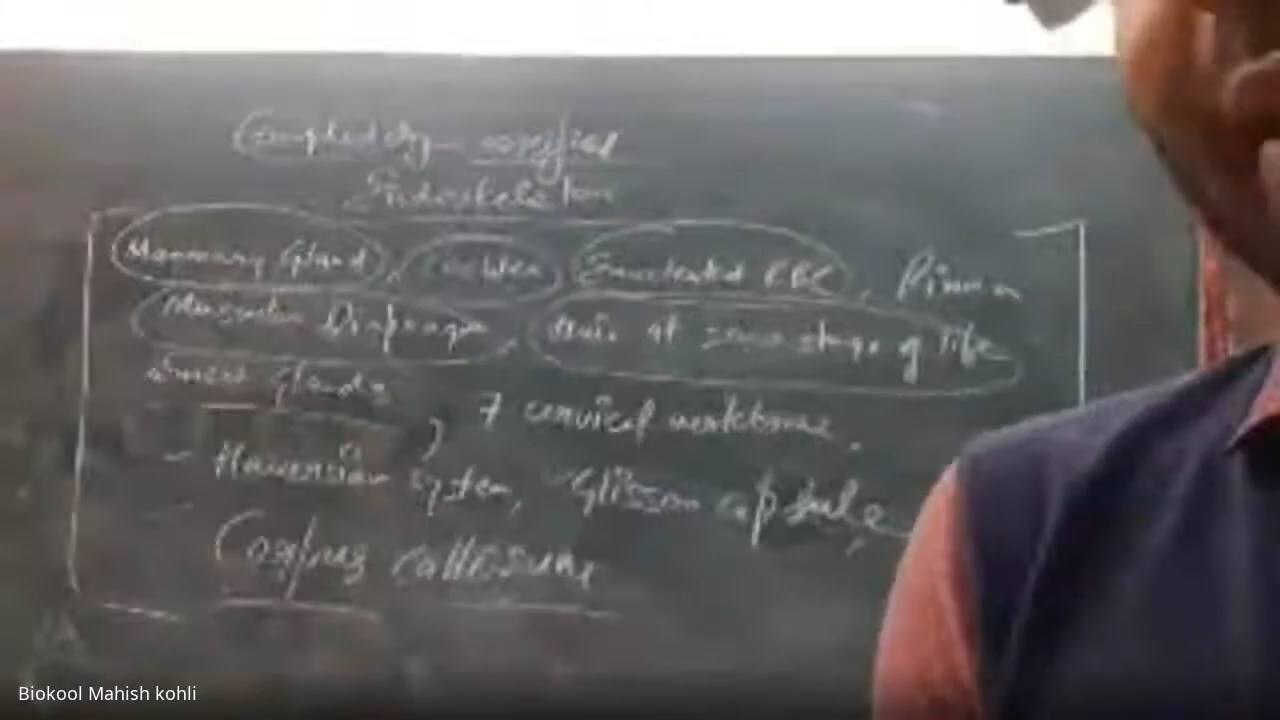 Completely ossified
Endoskeleton
Mammary Gland, Cochlea, Enucleated RBC, Pinna
Muscular Diaphragm, Hair at some stage of life
Sweat Glands, 7 cervical vertebrae,
- Haversian system, Glisson capsule,
Corpus callosum
Biokool Mahish kohli